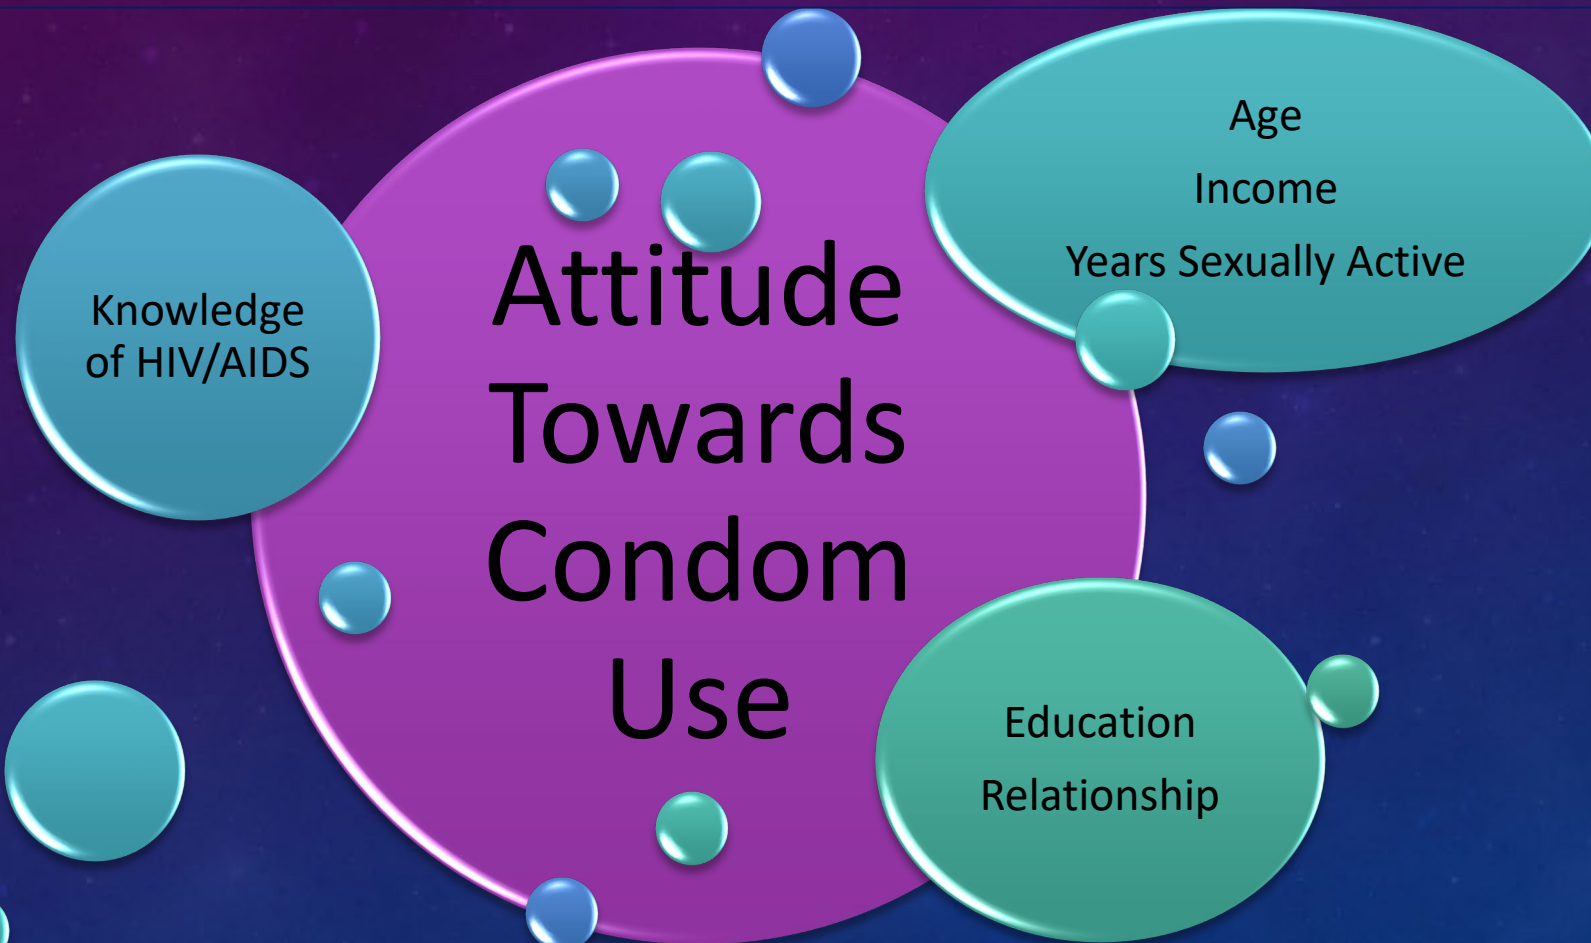 Knowledge
of HIV/AIDS
Attitude
Towards
Condom
Use
Age
Income
Years Sexually Active
Education
Relationship